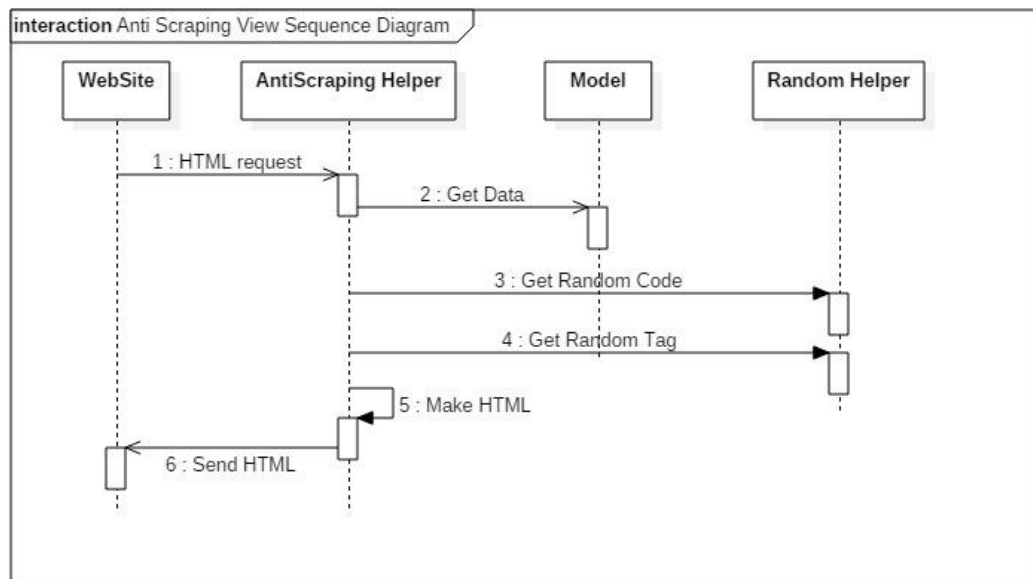 interaction Anti Scraping View Sequence Diagram
WebSite
AntiScraping Helper
Model
Random Helper
1 : HTML request
2 : Get Data
3 : Get Random Code
4 : Get Random Tag
5 : Make HTML
6 : Send HTML